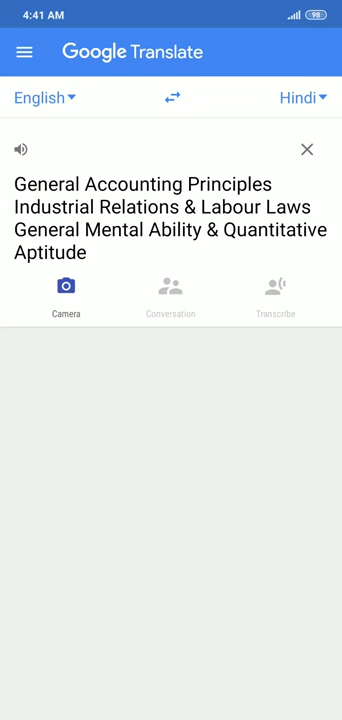 4:41 AM
98
Google Translate
English
Hindi
General Accounting Principles
Industrial Relations & Labour Laws
General Mental Ability & Quantitative
Aptitude
Camera
Conversation
Transcribe